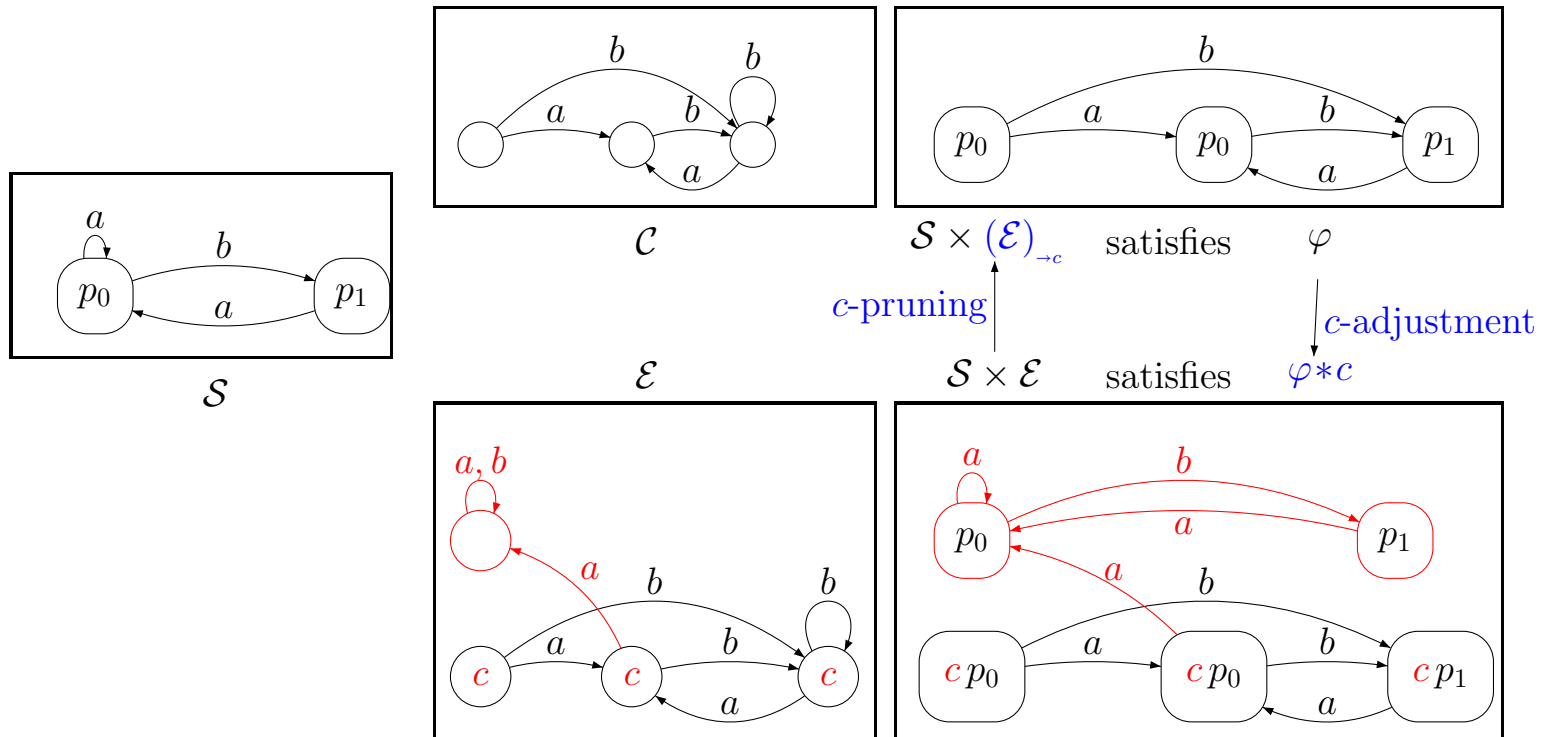 b b
a b
a
b
a b
a
p₀ p₀ p₁
a
b
a
p₀ p₁
𝒮
𝒞
𝒮 × (ℰ)→c satisfies φ
c-pruning
c-adjustment
ℰ
𝒮 × ℰ satisfies φ*c
a, b
a
b b
a b
a
c c c
a b
a
p₀ p₁
a
b
a b
a
c p₀ c p₀ c p₁